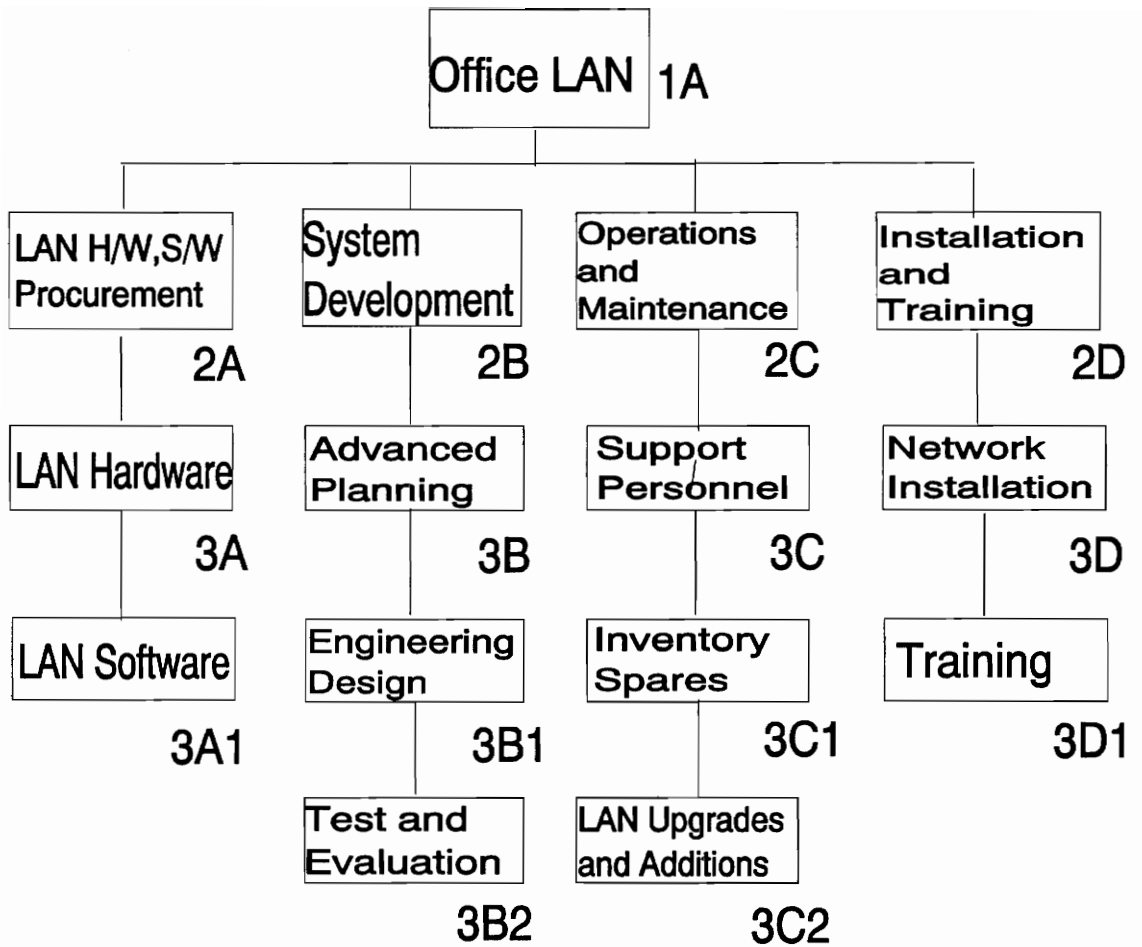 Office LAN
1A
LAN H/W,S/W
Procurement
2A
System
Development
2B
Operations
and
Maintenance
2C
Installation
and
Training
2D
LAN Hardware
3A
Advanced
Planning
3B
Support
Personnel
3C
Network
Installation
3D
LAN Software
3A1
Engineering
Design
3B1
Inventory
Spares
3C1
Training
3D1
Test and
Evaluation
3B2
LAN Upgrades
and Additions
3C2